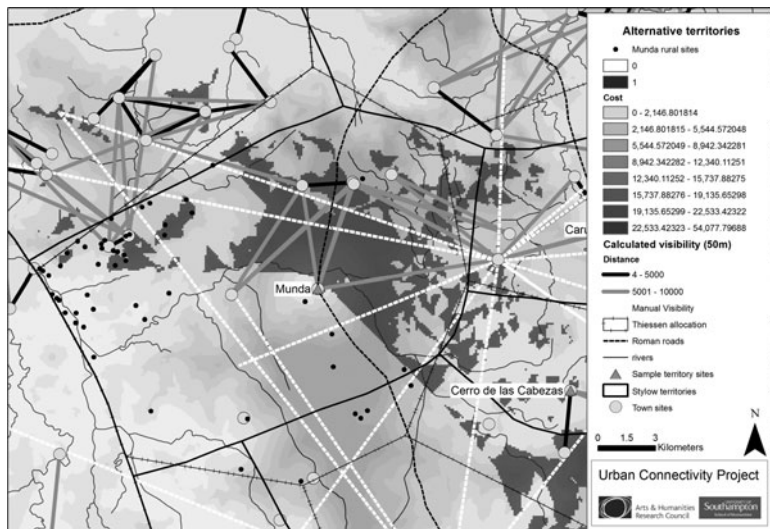 Alternative territories
Munda rural sites
0
1
Cost
0 - 2,146.801814
2,146.801815 - 5,544.572048
5,544.572049 - 8,942.342281
8,942.342282 - 12,340.11251
12,340.11252 - 15,737.88275
15,737.88276 - 19,135.65298
19,135.65299 - 22,533.42322
22,533.42323 - 54,077.79688
Calculated visibility (50m)
Distance
4 - 5000
5001 - 10000
Manual Visibility
Thiessen allocation
Roman roads
rivers
Sample territory sites
Stylow territories
Town sites
N
0 1.5 3
Kilometers
Urban Connectivity Project
Arts & Humanities
Research Council
Southampton
Munda
Cerro de las Cabezas
Caru